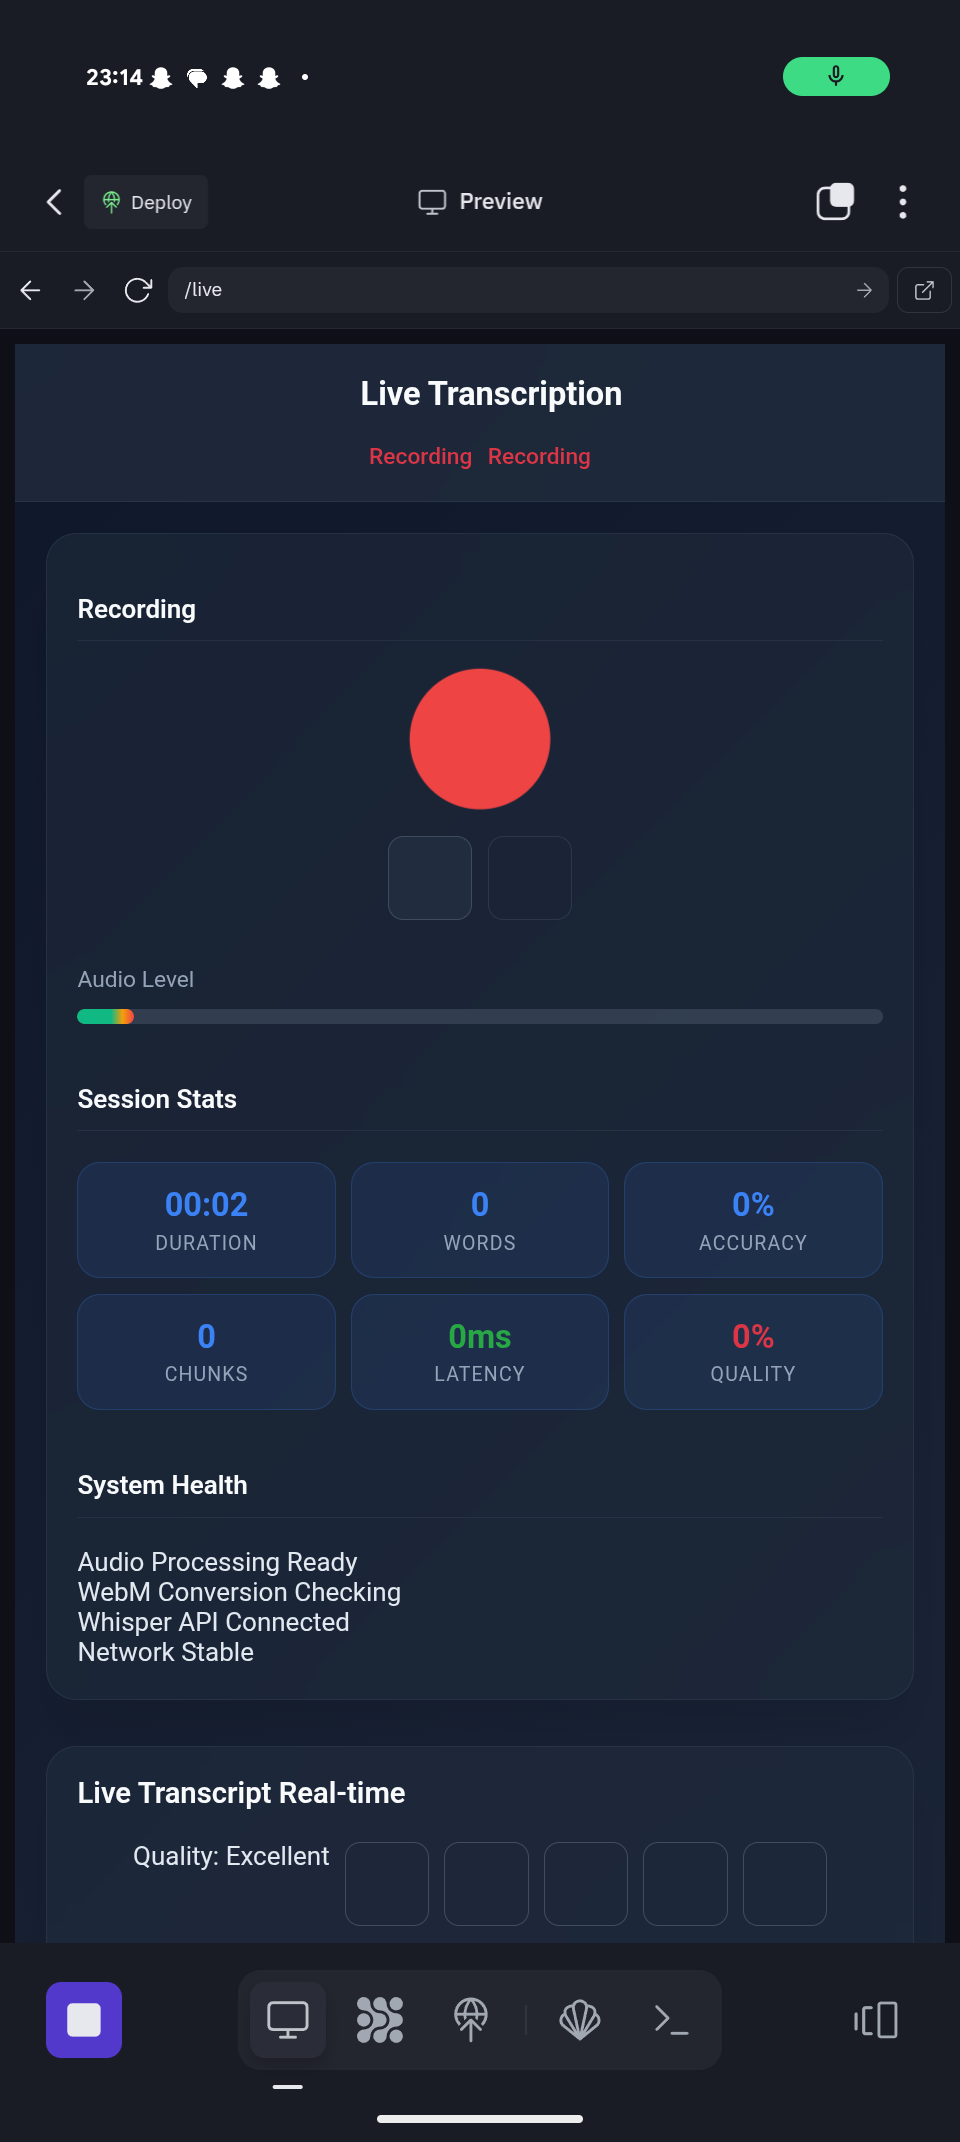 23:14
Deploy
Preview
/live
Live Transcription
Recording Recording
Recording
Audio Level
Session Stats
00:02 0 0%
DURATION WORDS ACCURACY
0 0ms 0%
CHUNKS LATENCY QUALITY
System Health
Audio Processing Ready
WebM Conversion Checking
Whisper API Connected
Network Stable
Live Transcript Real-time
Quality: Excellent